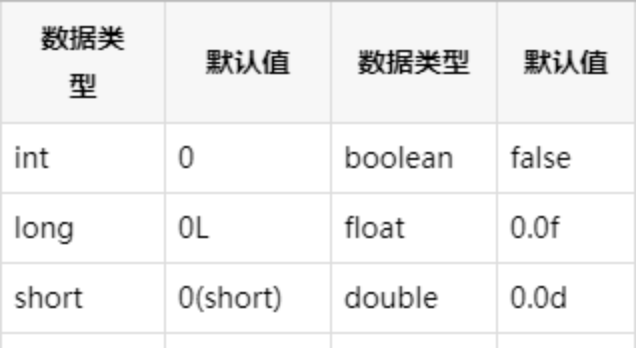 数据类
型
默认值
数据类型
默认值
int
0
boolean
false
long
0L
float
0.0f
short
0(short)
double
0.0d